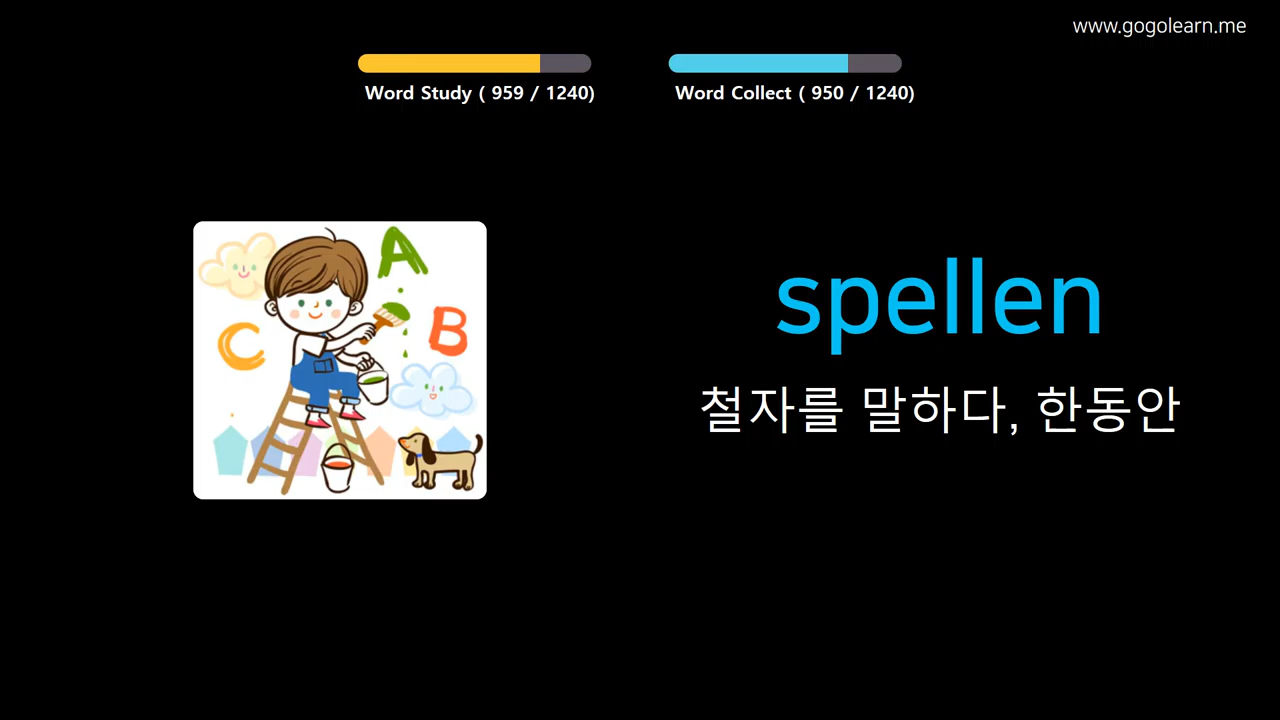 www.gogolearn.me
Word Study ( 959 / 1240)
Word Collect ( 950 / 1240)
A
B
C
spellen
철자를 말하다, 한동안